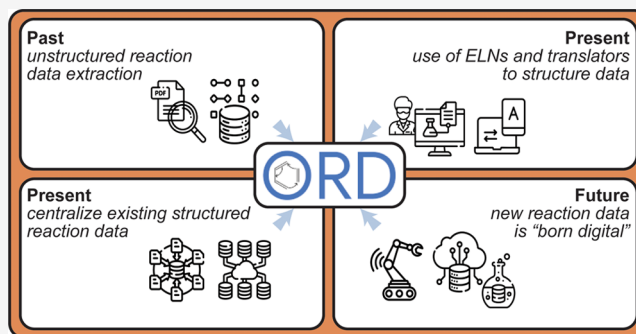 Past
unstructured reaction
data extraction
PDF
Present
use of ELNs and translators
to structure data
A
ORD
Present
centralize existing structured
reaction data
Future
new reaction data
is “born digital”